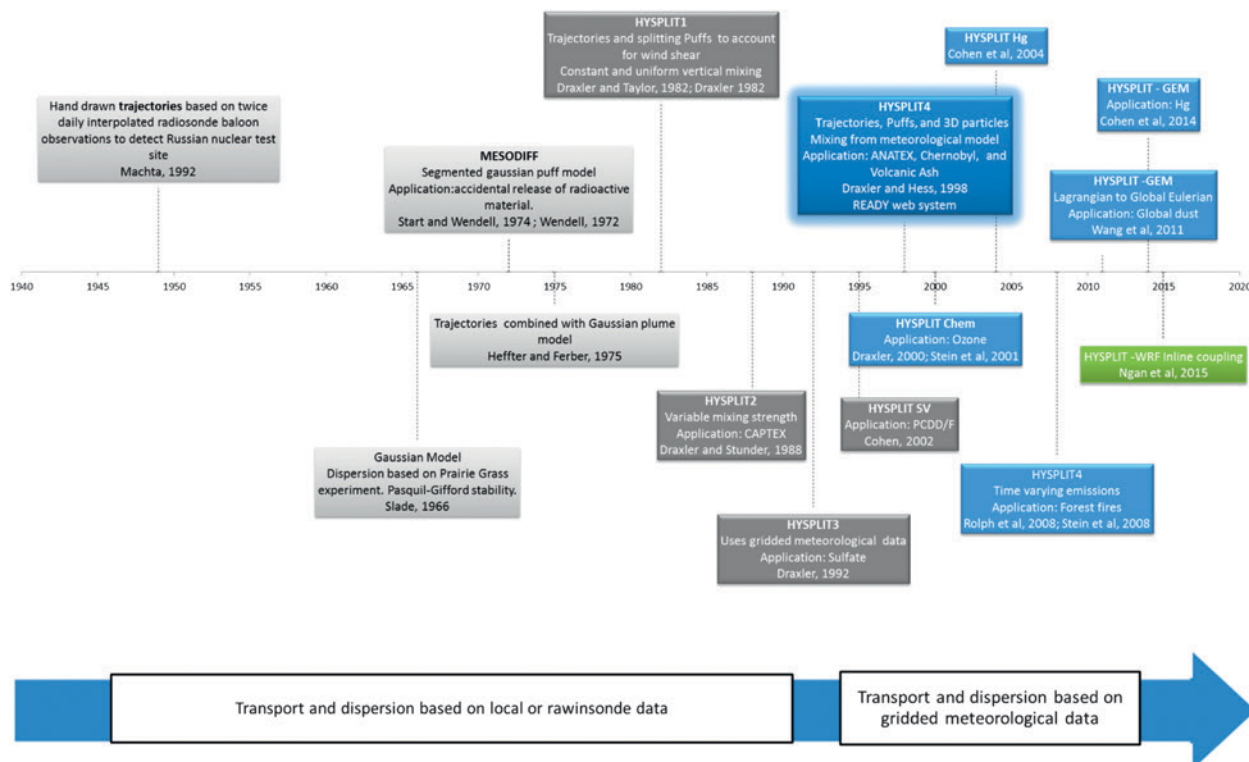 HYSPLIT1
Trajectories and splitting Puffs to account
for wind shear
Constant and uniform vertical mixing
Draxler and Taylor, 1982; Draxler 1982
HYSPLIT Hg
Cohen et al, 2004
Hand drawn trajectories based on twice
daily interpolated radiosonde baloon
observations to detect Russian nuclear test
site
Machta, 1992
MESODIFF
Segmented gaussian puff model
Application:accidental release of radioactive
material.
Start and Wendell, 1974 ; Wendell, 1972
HYSPLIT4
Trajectories, Puffs, and 3D particles
Mixing from meteorological model
Application: ANATEX, Chernobyl, and
Volcanic Ash
Draxler and Hess, 1998
READY web system
HYSPLIT - GEM
Application: Hg
Cohen et al, 2014
HYSPLIT -GEM
Lagrangian to Global Eulerian
Application: Global dust
Wang et al, 2011
1940 1945 1950 1955 1960 1965 1970 1975 1980 1985 1990 1995 2000 2005 2010 2015 2020
Trajectories combined with Gaussian plume
model
Heffter and Ferber, 1975
HYSPLIT Chem
Application: Ozone
Draxler, 2000; Stein et al, 2001
HYSPLIT -WRF Inline coupling
Ngan et al, 2015
HYSPLIT2
Variable mixing strength
Application: CAPTEX
Draxler and Stunder, 1988
HYSPLIT SV
Application: PCDD/F
Cohen, 2002
Gaussian Model
Dispersion based on Prairie Grass
experiment. Pasquil-Gifford stability.
Slade, 1966
HYSPLIT4
Time varying emissions
Application: Forest fires
Rolph et al, 2008; Stein et al, 2008
HYSPLIT3
Uses gridded meteorological data
Application: Sulfate
Draxler, 1992
Transport and dispersion based on local or rawinsonde data
Transport and dispersion based on
gridded meteorological data